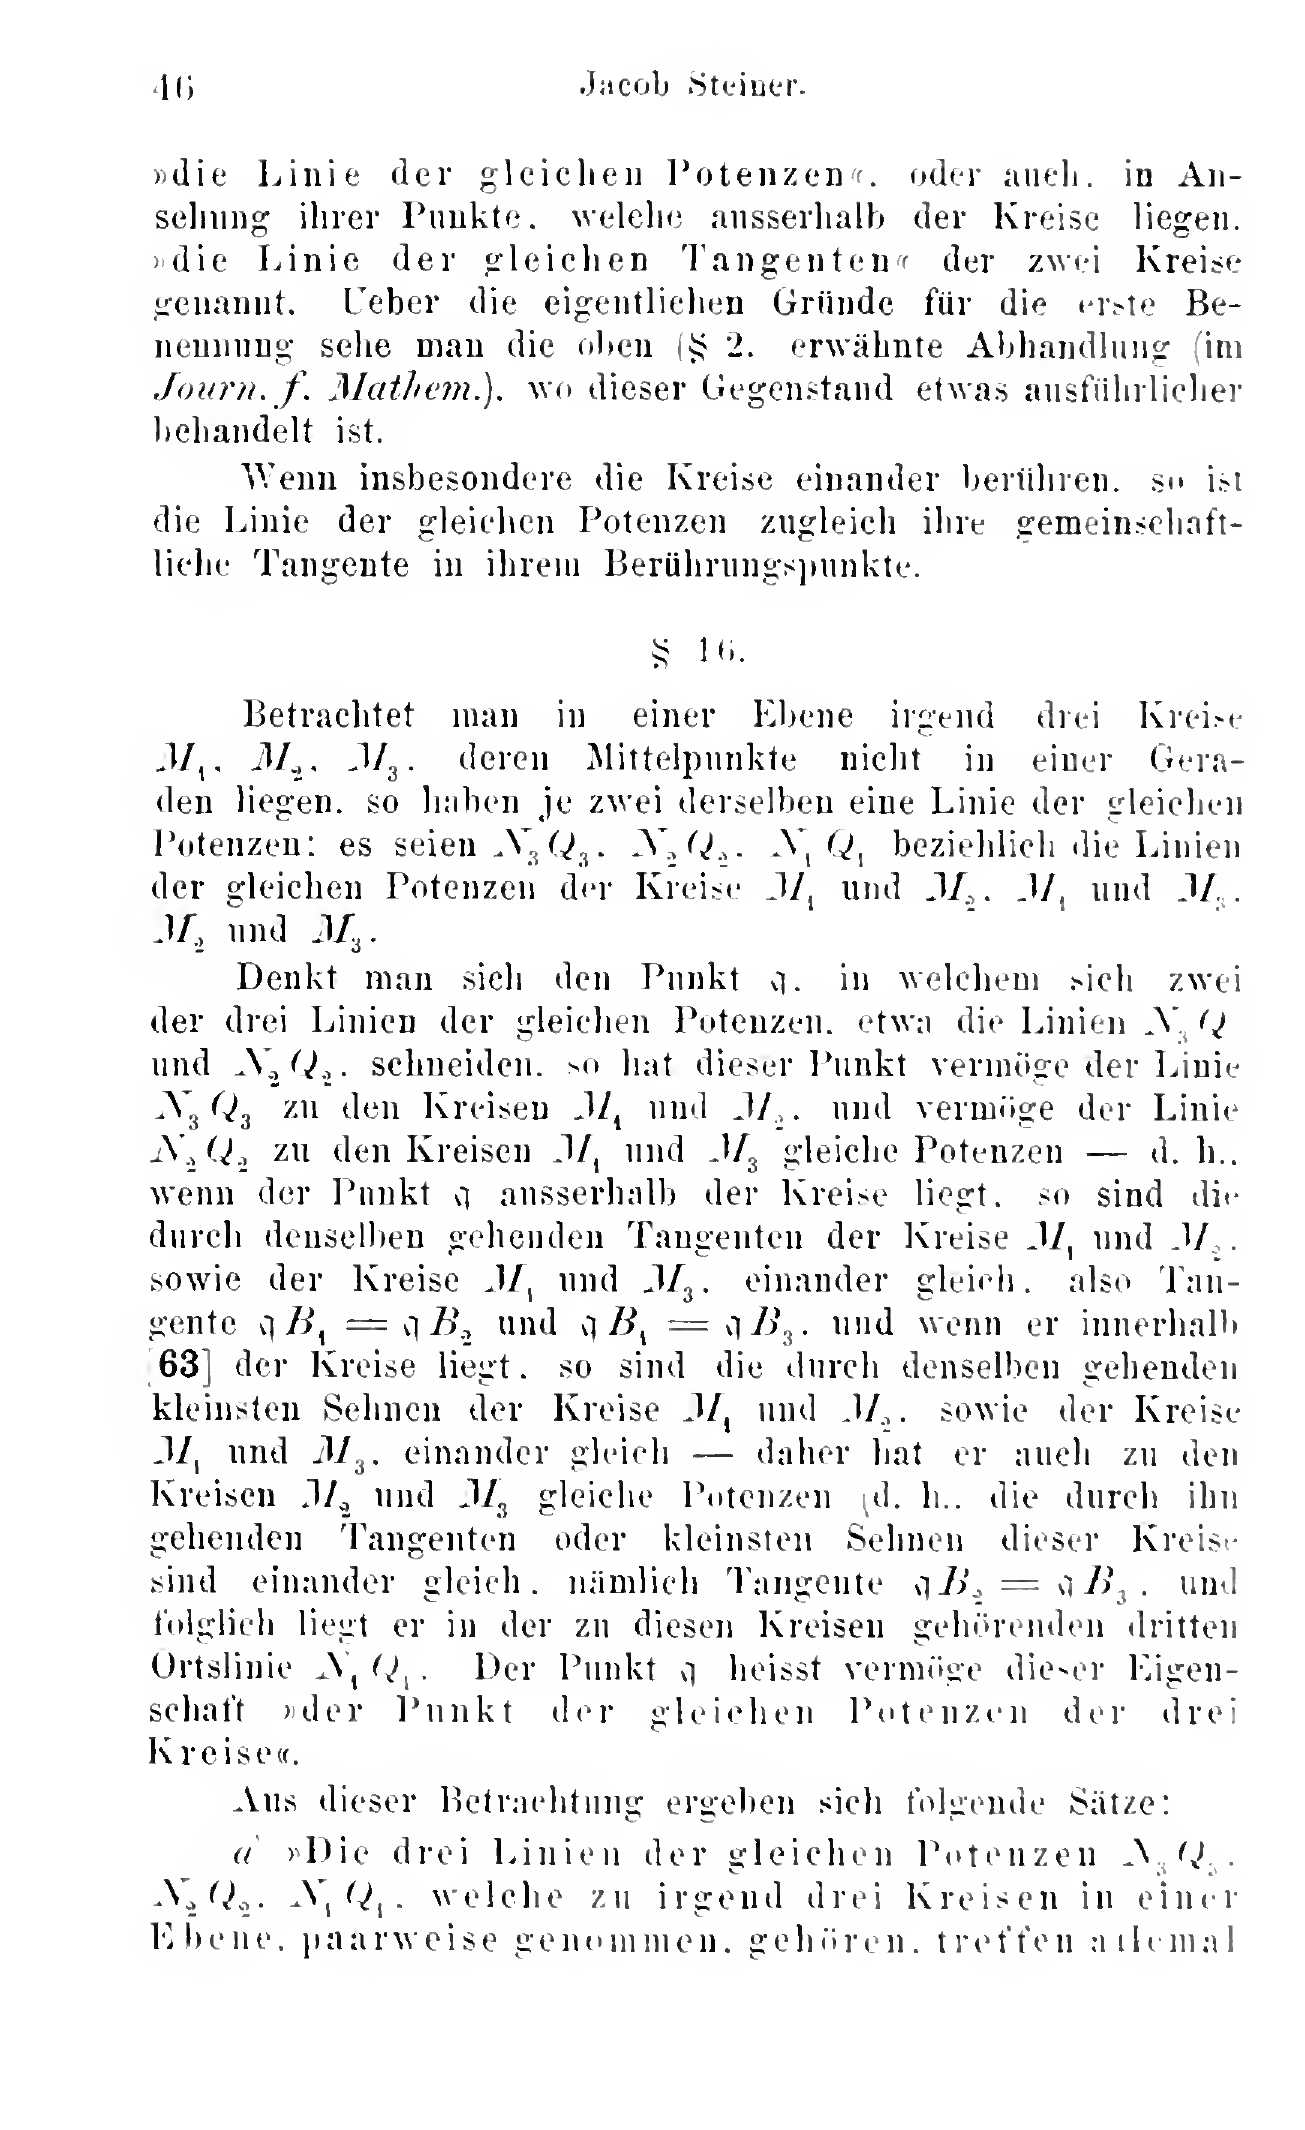 46 Jacob Steiner.
»die Linie der gleichen Potenzen«, oder auch, in An-
sehung ihrer Punkte, welche ausserhalb der Kreise liegen,
»die Linie der gleichen Tangenten« der zwei Kreise
genannt. Ueber die eigentlichen Gründe für die erste Be-
nennung sehe man die oben (§ 2. erwähnte Abhandlung (im
Journ. f. Mathem.), wo dieser Gegenstand etwas ausführlicher
behandelt ist.
Wenn insbesondere die Kreise einander berühren, so ist
die Linie der gleichen Potenzen zugleich ihre gemeinschaft-
liche Tangente in ihrem Berührungspunkte.
§ 16.
Betrachtet man in einer Ebene irgend drei Kreise
M₁, M₂, M₃, deren Mittelpunkte nicht in einer Gera-
den liegen, so haben je zwei derselben eine Linie der gleichen
Potenzen: es seien N₃Q₃, N₂Q₂, N₁Q₁ beziehlich die Linien
der gleichen Potenzen der Kreise M₁ und M₂, M₁ und M₃,
M₂ und M₃.
Denkt man sich den Punkt q, in welchem sich zwei
der drei Linien der gleichen Potenzen, etwa die Linien N₃Q
und N₂Q₂, schneiden, so hat dieser Punkt vermöge der Linie
N₃Q₃ zu den Kreisen M₁ und M₂, und vermöge der Linie
N₂Q₂ zu den Kreisen M₁ und M₃ gleiche Potenzen — d. h.,
wenn der Punkt q ausserhalb der Kreise liegt, so sind die
durch denselben gehenden Tangenten der Kreise M₁ und M₂,
sowie der Kreise M₁ und M₃, einander gleich, also Tan-
gente qB₁ = qB₂ und qB₁ = qB₃, und wenn er innerhalb
[63] der Kreise liegt, so sind die durch denselben gehenden
kleinsten Sehnen der Kreise M₁ und M₂, sowie der Kreise
M₁ und M₃, einander gleich — daher hat er auch zu den
Kreisen M₂ und M₃ gleiche Potenzen (d. h., die durch ihn
gehenden Tangenten oder kleinsten Sehnen dieser Kreise
sind einander gleich, nämlich Tangente qB₂ = qB₃, und
folglich liegt er in der zu diesen Kreisen gehörenden dritten
Ortslinie N₁Q₁. Der Punkt q heisst vermöge dieser Eigen-
schaft »der Punkt der gleichen Potenzen der drei
Kreise«.
Aus dieser Betrachtung ergeben sich folgende Sätze:
a) »Die drei Linien der gleichen Potenzen N₃Q₃,
N₂Q₂, N₁Q₁, welche zu irgend drei Kreisen in einer
Ebene, paarweise genommen, gehören, treffen allemal